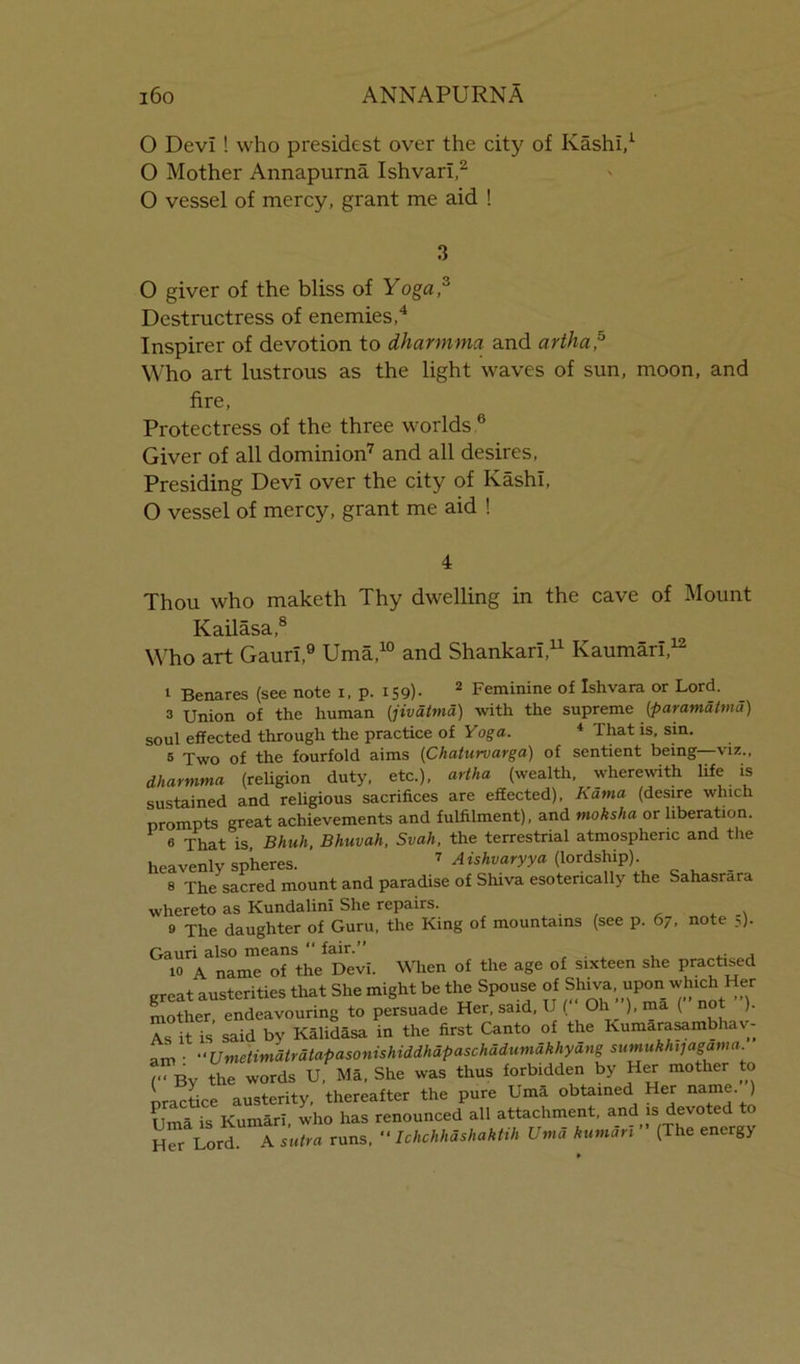 160 ANNAPURNĀ
O Devī ! who presidest over the city of Kāshī,¹
O Mother Annapurnā Ishvarī,²
O vessel of mercy, grant me aid !
3
O giver of the bliss of Yoga,³
Destructress of enemies,⁴
Inspirer of devotion to dharmma and artha,⁵
Who art lustrous as the light waves of sun, moon, and
fire,
Protectress of the three worlds ⁶
Giver of all dominion⁷ and all desires,
Presiding Devī over the city of Kāshī,
O vessel of mercy, grant me aid !
4
Thou who maketh Thy dwelling in the cave of Mount
Kailāsa,⁸
Who art Gaurī,⁹ Umā,¹⁰ and Shankarī,¹¹ Kaumārī,¹²
1 Benares (see note 1, p. 159). 2 Feminine of Ishvara or Lord.
3 Union of the human (jivātmā) with the supreme (paramātmā)
soul effected through the practice of Yoga. 4 That is, sin.
5 Two of the fourfold aims (Chaturvarga) of sentient being—viz.,
dharmma (religion duty, etc.), artha (wealth, wherewith life is
sustained and religious sacrifices are effected), Kāma (desire which
prompts great achievements and fulfilment), and moksha or liberation.
6 That is, Bhuh, Bhuvah, Svah, the terrestrial atmospheric and the
heavenly spheres. 7 Aishvaryya (lordship).
8 The sacred mount and paradise of Shiva esoterically the Sahasrāra
whereto as Kundalinī She repairs.
9 The daughter of Guru, the King of mountains (see p. 67, note 5).
Gauri also means “ fair.”
10 A name of the Devī. When of the age of sixteen she practised
great austerities that She might be the Spouse of Shiva, upon which Her
mother, endeavouring to persuade Her, said, U (“ Oh ”), mā (“ not ”).
As it is said by Kālidāsa in the first Canto of the Kumārasambhav-
am : “Umetimātrātapasonishiddhāpaschādumākhyāng sumukhījagāma.”
(“ By the words U, Mā, She was thus forbidden by Her mother to
practice austerity, thereafter the pure Umā obtained Her name.”)
Umā is Kumārī, who has renounced all attachment, and is devoted to
Her Lord. A sutra runs, “ Ichchhāshaktih Umā kumārī ” (The energy